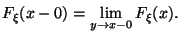 F_ξ(x − 0) = lim_{y→x−0} F_ξ(x).